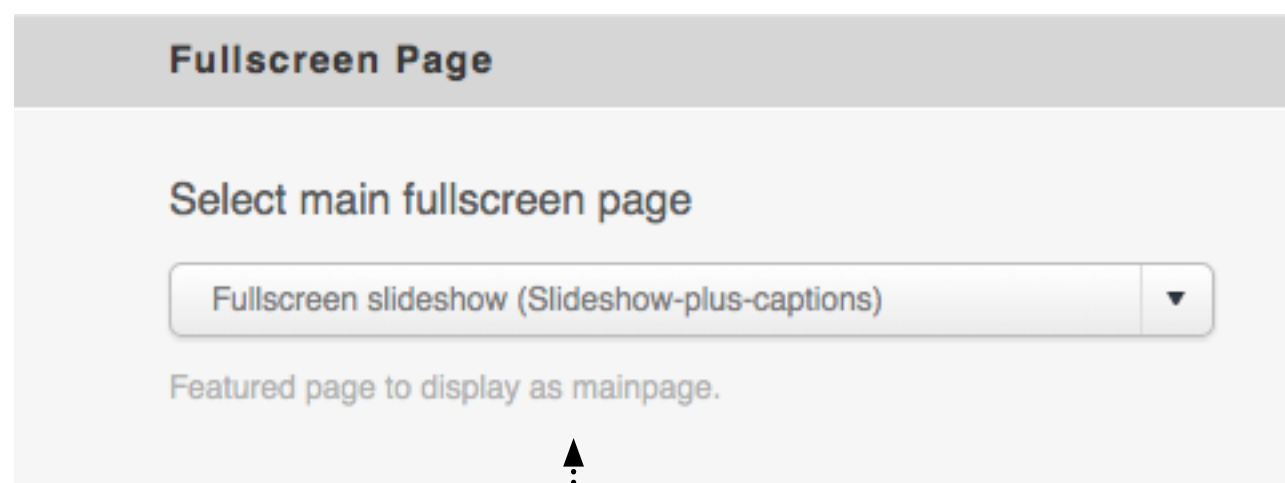 Fullscreen Page
Select main fullscreen page
Fullscreen slideshow (Slideshow-plus-captions)
Featured page to display as mainpage.